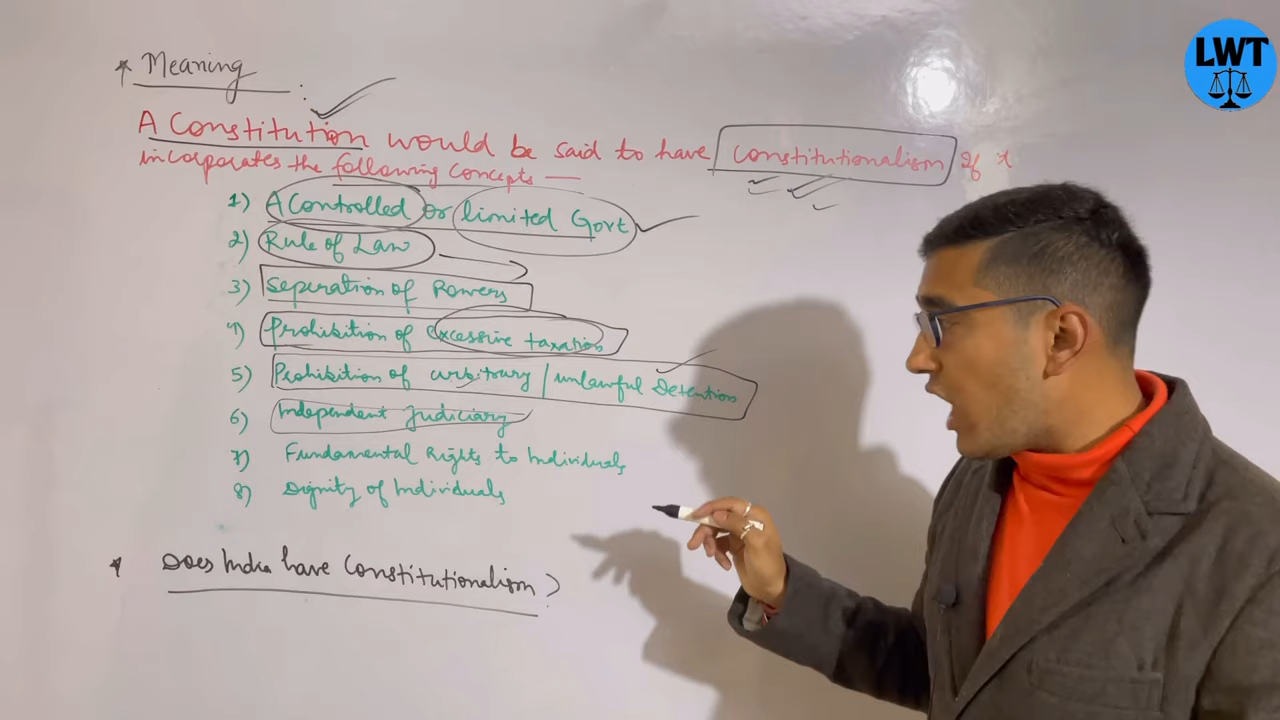 LWT
* Meaning :
A Constitution would be said to have constitutionalism If it
incorporates the following concepts —
1) A Controlled or limited Govt
2) Rule of Law
3) Seperation of Powers
4) Prohibition of excessive taxation
5) Prohibition of arbitrary / unlawful Detention
6) Independent Judiciary
7) Fundamental Rights to Individuals
8) Dignity of Individuals
* Does India have Constitutionalism ?